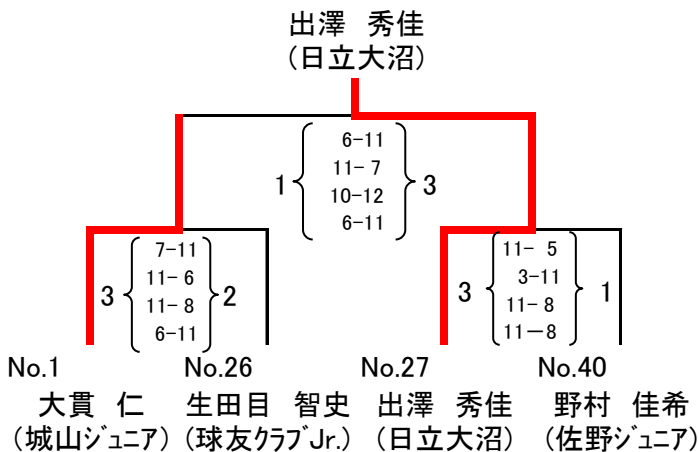 出澤　秀佳
(日立大沼)
6-11
11- 7
1 3
10-12
6-11
7-11 11- 5
11- 6 3-11
3 2 3 1
11- 8 11- 8
6-11 11-8
No.1 No.26 No.27 No.40
大貫　仁 生田目　智史 出澤　秀佳 野村　佳希
(城山ｼﾞｭﾆｱ) (球友ｸﾗﾌﾞJr.) (日立大沼) (佐野ｼﾞｭﾆｱ)